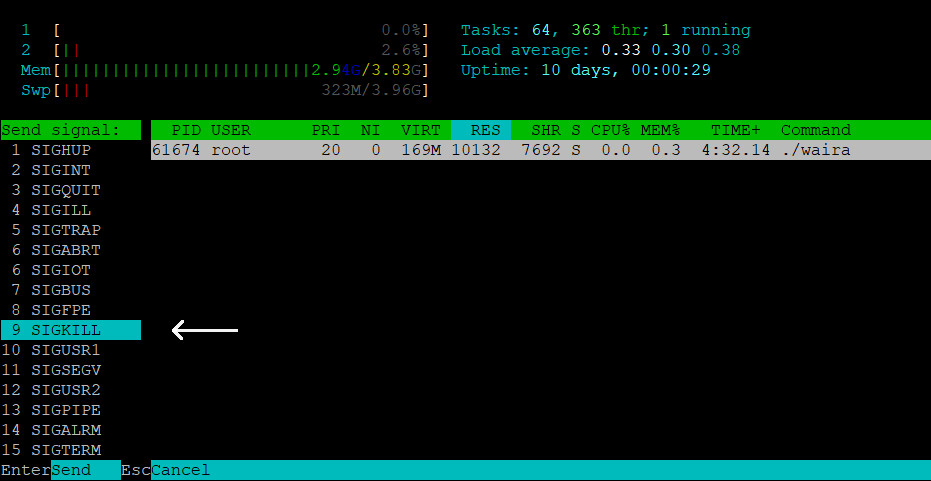 1 [ 0.0%] Tasks: 64, 363 thr; 1 running
2 [|| 2.6%] Load average: 0.33 0.30 0.38
Mem[|||||||||||||||||||||||||2.94G/3.83G] Uptime: 10 days, 00:00:29
Swp[||| 323M/3.96G]
Send signal: PID USER PRI NI VIRT RES SHR S CPU% MEM% TIME+ Command
1 SIGHUP 61674 root 20 0 169M 10132 7692 S 0.0 0.3 4:32.14 ./waira
2 SIGINT
3 SIGQUIT
4 SIGILL
5 SIGTRAP
6 SIGABRT
6 SIGIOT
7 SIGBUS
8 SIGFPE
9 SIGKILL
10 SIGUSR1
11 SIGSEGV
12 SIGUSR2
13 SIGPIPE
14 SIGALRM
15 SIGTERM
EnterSend EscCancel